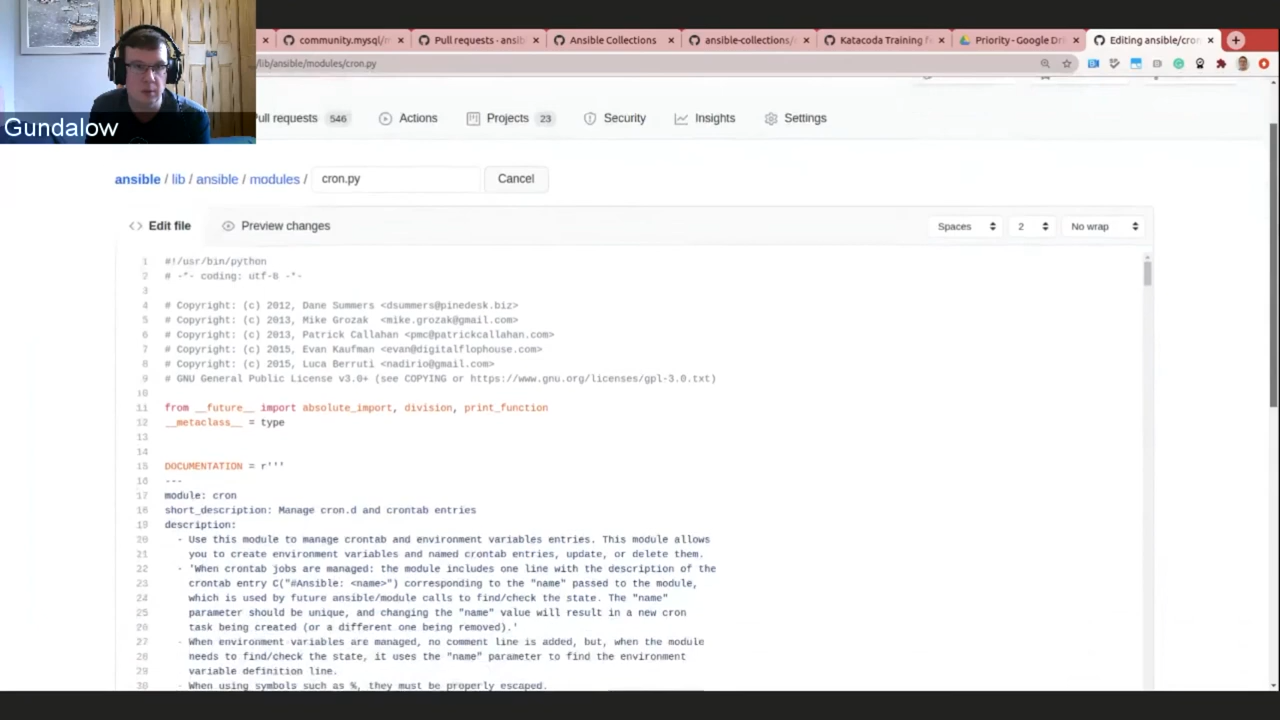 community.mysql/
Pull requests - ansib
Ansible Collections
ansible-collections/
Katacoda Training f
Priority - Google Dri
Editing ansible/cron
/lib/ansible/modules/cron.py
Gundalow
ull requests 546 Actions Projects 23 Security Insights Settings
ansible / lib / ansible / modules / cron.py Cancel
Edit file Preview changes Spaces 2 No wrap
1 #!/usr/bin/python
2 # -*- coding: utf-8 -*-
3
4 # Copyright: (c) 2012, Dane Summers <dsummers@pinedesk.biz>
5 # Copyright: (c) 2013, Mike Grozak  <mike.grozak@gmail.com>
6 # Copyright: (c) 2013, Patrick Callahan <pmc@patrickcallahan.com>
7 # Copyright: (c) 2015, Evan Kaufman <evan@digitalflophouse.com>
8 # Copyright: (c) 2015, Luca Berruti <nadirio@gmail.com>
9 # GNU General Public License v3.0+ (see COPYING or https://www.gnu.org/licenses/gpl-3.0.txt)
10
11 from __future__ import absolute_import, division, print_function
12 __metaclass__ = type
13
14
15 DOCUMENTATION = r'''
16 ---
17 module: cron
18 short_description: Manage cron.d and crontab entries
19 description:
20 - Use this module to manage crontab and environment variables entries. This module allows
21 you to create environment variables and named crontab entries, update, or delete them.
22 - 'When crontab jobs are managed: the module includes one line with the description of the
23 crontab entry C("#Ansible: <name>") corresponding to the "name" passed to the module,
24 which is used by future ansible/module calls to find/check the state. The "name"
25 parameter should be unique, and changing the "name" value will result in a new cron
26 task being created (or a different one being removed).'
27 - When environment variables are managed, no comment line is added, but, when the module
28 needs to find/check the state, it uses the "name" parameter to find the environment
29 variable definition line.
30 - When using symbols such as %, they must be properly escaped.